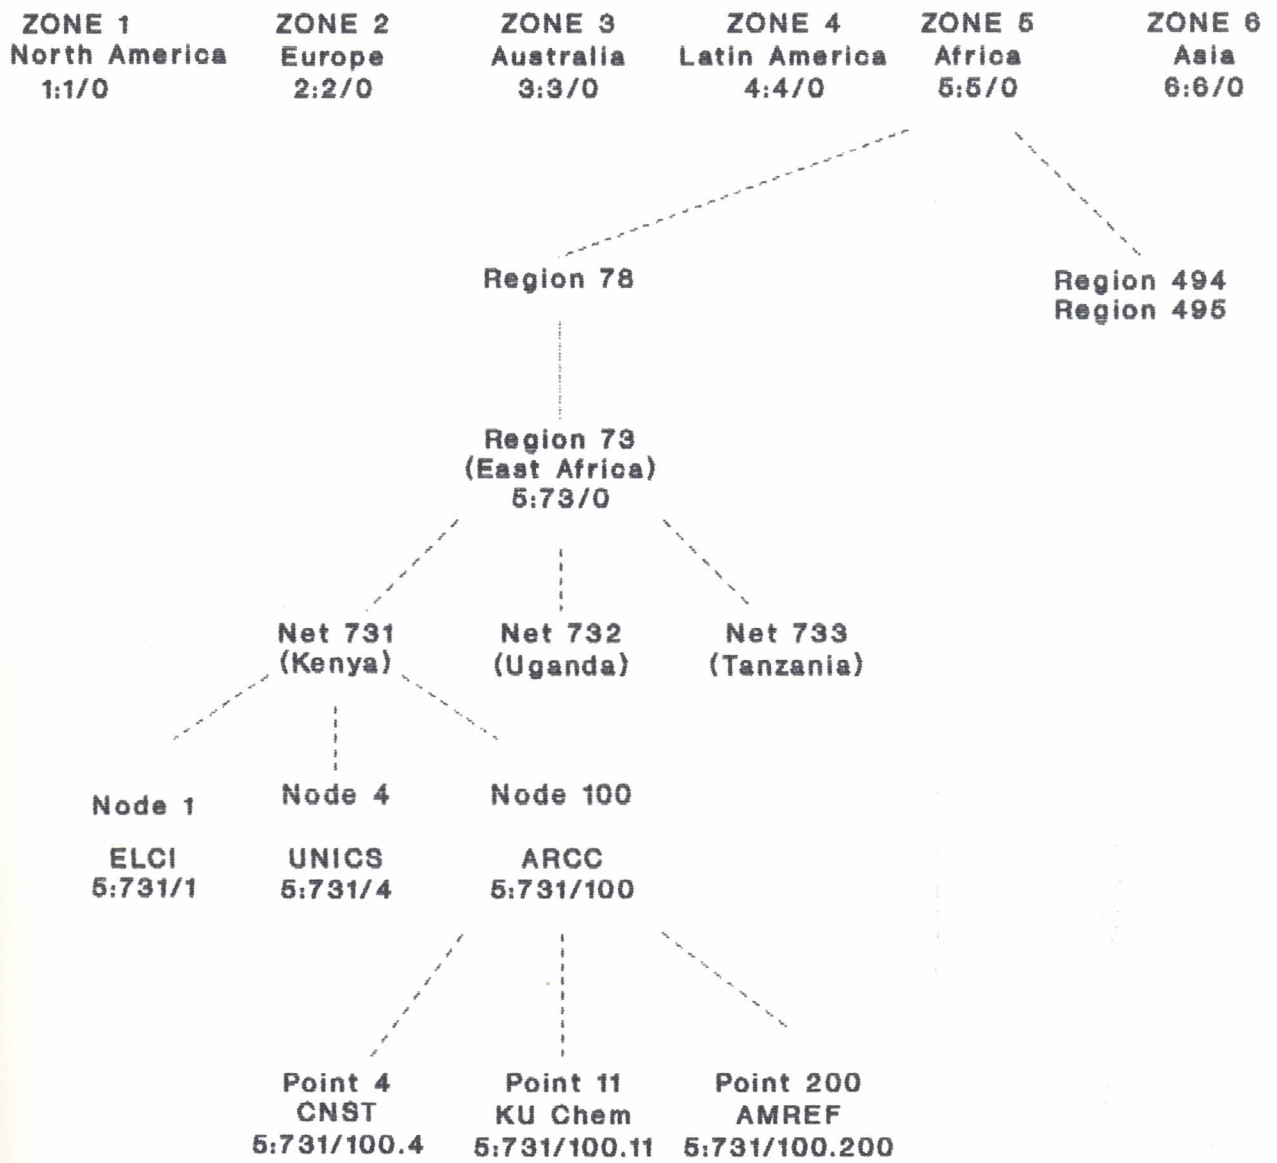 ZONE 1 ZONE 2 ZONE 3 ZONE 4 ZONE 5 ZONE 6
North America Europe Australia Latin America Africa Asia
1:1/0 2:2/0 3:3/0 4:4/0 5:5/0 6:6/0
Region 78 Region 494
Region 495
Region 73
(East Africa)
5:73/0
Net 731 Net 732 Net 733
(Kenya) (Uganda) (Tanzania)
Node 1 Node 4 Node 100
ELCI UNICS ARCC
5:731/1 5:731/4 5:731/100
Point 4 Point 11 Point 200
CNST KU Chem AMREF
5:731/100.4 5:731/100.11 5:731/100.200